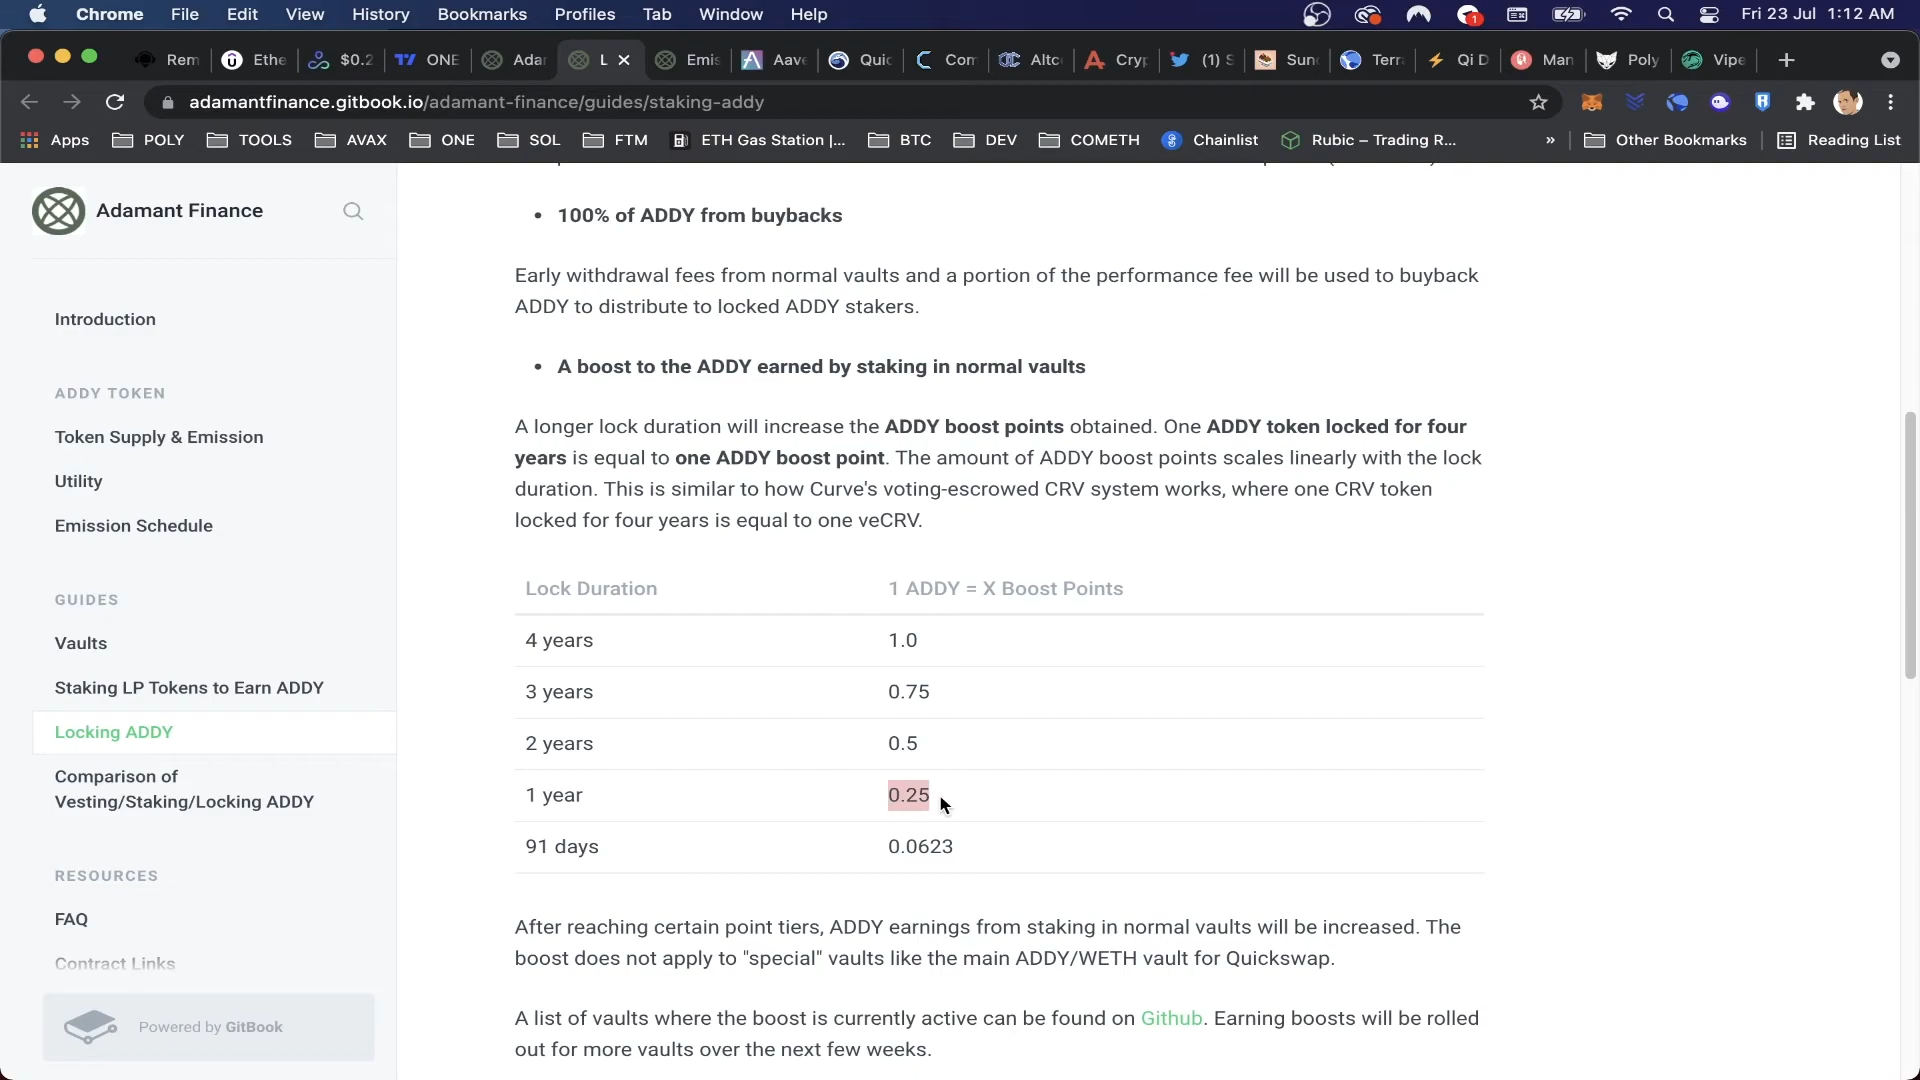 Chrome File Edit View History Bookmarks Profiles Tab Window Help 1 Fri 23 Jul 1:12 AM
Rem Ethe $0.2 ONE Adar L Emis Aave Quic Com Altc Cryp (1) S Sun Terra Qi D Man Poly Vipe
adamantfinance.gitbook.io/adamant-finance/guides/staking-addy
Apps POLY TOOLS AVAX ONE SOL FTM ETH Gas Station |... BTC DEV COMETH Chainlist Rubic – Trading R... » Other Bookmarks Reading List
Adamant Finance
Introduction
ADDY TOKEN
Token Supply & Emission
Utility
Emission Schedule
GUIDES
Vaults
Staking LP Tokens to Earn ADDY
Locking ADDY
Comparison of
Vesting/Staking/Locking ADDY
RESOURCES
FAQ
Contract Links
Powered by GitBook
• 100% of ADDY from buybacks
Early withdrawal fees from normal vaults and a portion of the performance fee will be used to buyback
ADDY to distribute to locked ADDY stakers.
• A boost to the ADDY earned by staking in normal vaults
A longer lock duration will increase the ADDY boost points obtained. One ADDY token locked for four
years is equal to one ADDY boost point. The amount of ADDY boost points scales linearly with the lock
duration. This is similar to how Curve's voting-escrowed CRV system works, where one CRV token
locked for four years is equal to one veCRV.
Lock Duration 1 ADDY = X Boost Points
4 years 1.0
3 years 0.75
2 years 0.5
1 year 0.25
91 days 0.0623
After reaching certain point tiers, ADDY earnings from staking in normal vaults will be increased. The
boost does not apply to "special" vaults like the main ADDY/WETH vault for Quickswap.
A list of vaults where the boost is currently active can be found on Github. Earning boosts will be rolled
out for more vaults over the next few weeks.